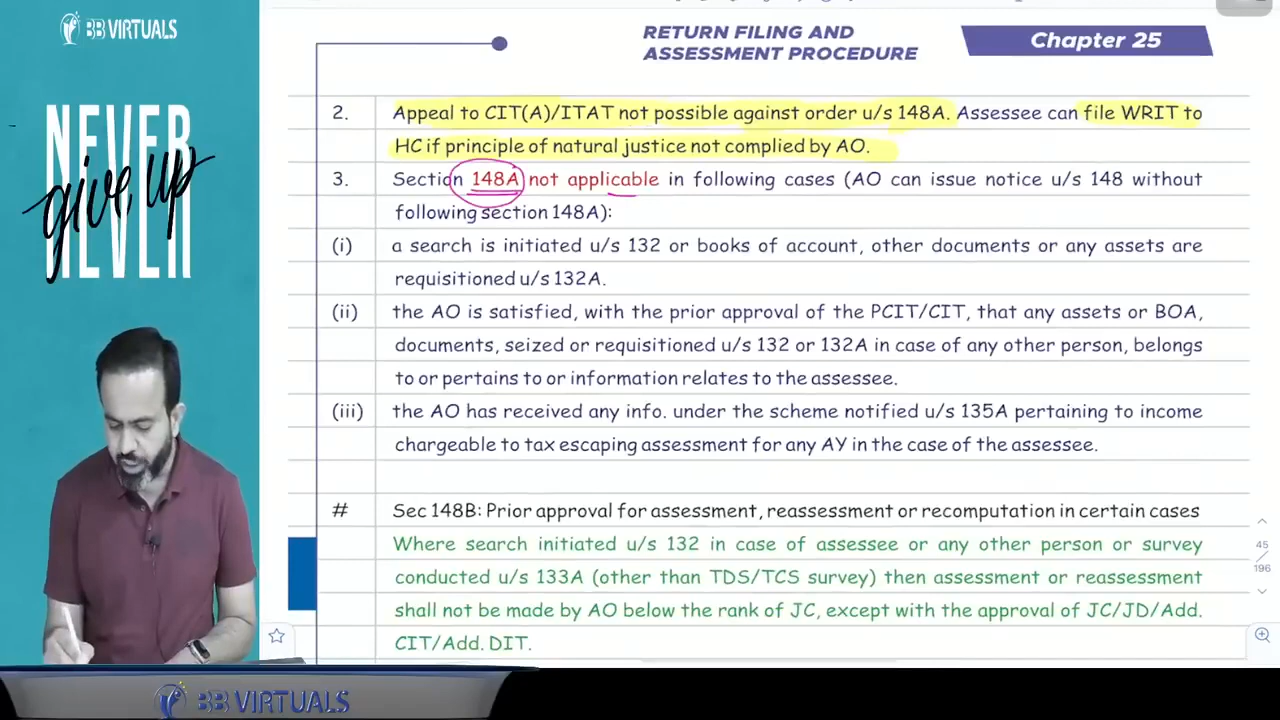 BB VIRTUALS
NEVER
give up
NEVER
RETURN FILING AND
ASSESSMENT PROCEDURE
Chapter 25
2. Appeal to CIT(A)/ITAT not possible against order u/s 148A. Assessee can file WRIT to
HC if principle of natural justice not complied by AO.
3. Section 148A not applicable in following cases (AO can issue notice u/s 148 without
following section 148A):
(i) a search is initiated u/s 132 or books of account, other documents or any assets are
requisitioned u/s 132A.
(ii) the AO is satisfied, with the prior approval of the PCIT/CIT, that any assets or BOA,
documents, seized or requisitioned u/s 132 or 132A in case of any other person, belongs
to or pertains to or information relates to the assessee.
(iii) the AO has received any info. under the scheme notified u/s 135A pertaining to income
chargeable to tax escaping assessment for any AY in the case of the assessee.
# Sec 148B: Prior approval for assessment, reassessment or recomputation in certain cases
Where search initiated u/s 132 in case of assessee or any other person or survey
conducted u/s 133A (other than TDS/TCS survey) then assessment or reassessment
shall not be made by AO below the rank of JC, except with the approval of JC/JD/Add.
CIT/Add. DIT.
45
196
BB VIRTUALS